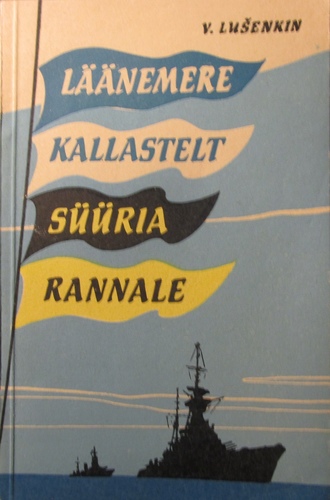 V. LUŠENKIN
LÄÄNEMERE
KALLASTELT
SÜÜRIA
RANNALE